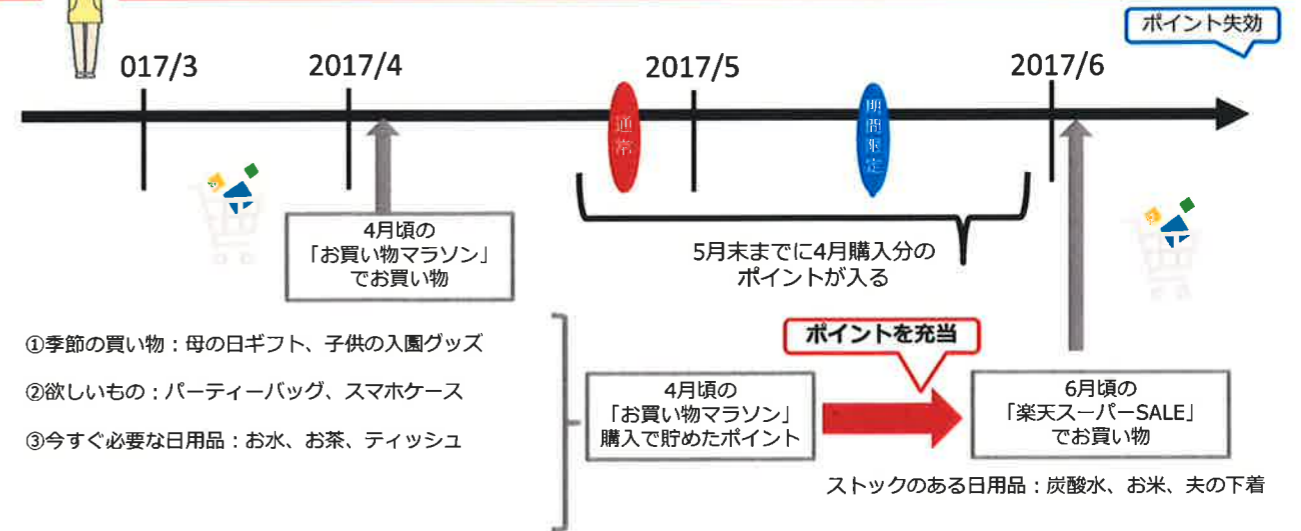 ポイント失効
017/3
2017/4
2017/5
2017/6
通常
期間限定
4月頃の
「お買い物マラソン」
でお買い物
5月末までに4月購入分の
ポイントが入る
①季節の買い物：母の日ギフト、子供の入園グッズ
②欲しいもの：パーティーバッグ、スマホケース
③今すぐ必要な日用品：お水、お茶、ティッシュ
4月頃の
「お買い物マラソン」
購入で貯めたポイント
ポイントを充当
6月頃の
「楽天スーパーSALE」
でお買い物
ストックのある日用品：炭酸水、お米、夫の下着